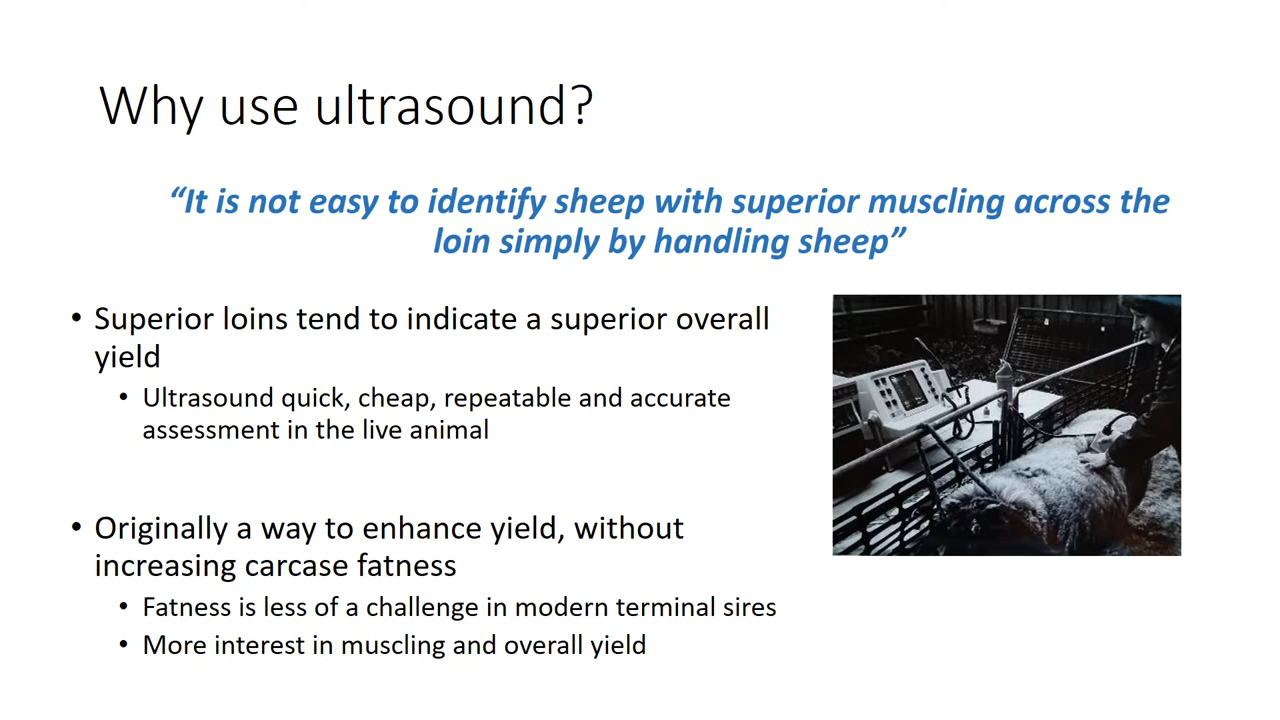 Why use ultrasound?
“It is not easy to identify sheep with superior muscling across the
loin simply by handling sheep”
• Superior loins tend to indicate a superior overall
yield
• Ultrasound quick, cheap, repeatable and accurate
assessment in the live animal
• Originally a way to enhance yield, without
increasing carcase fatness
• Fatness is less of a challenge in modern terminal sires
• More interest in muscling and overall yield